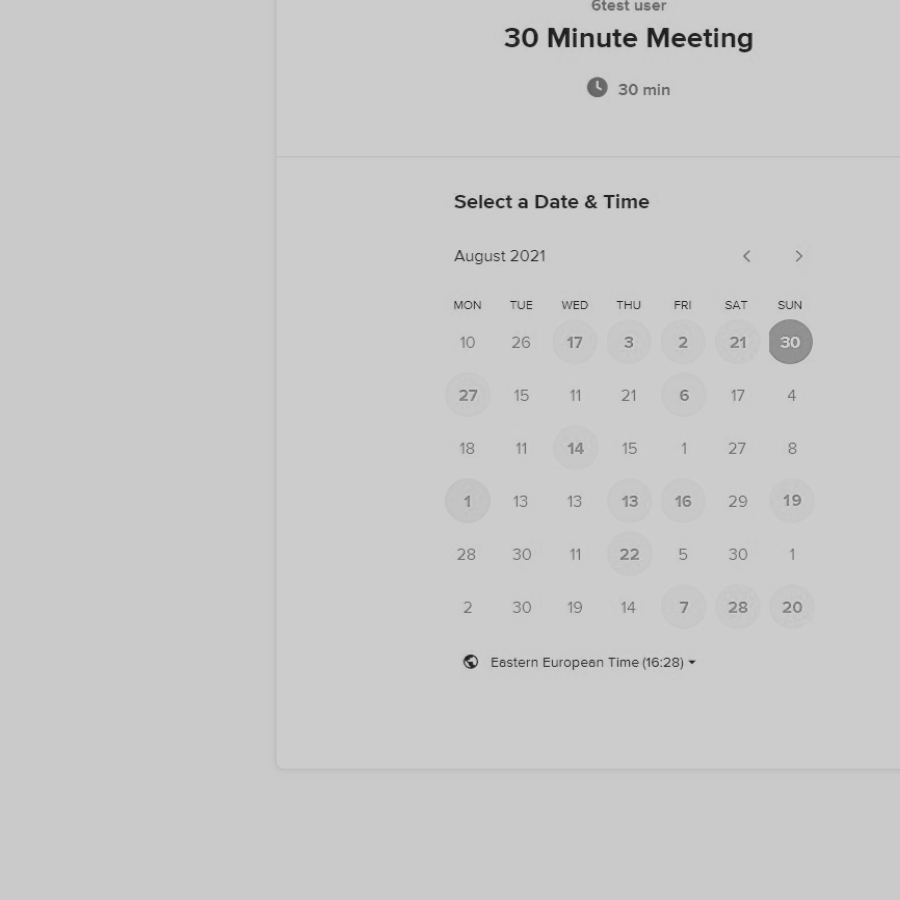 6test user
30 Minute Meeting
30 min
Select a Date & Time
August 2021
MON TUE WED THU FRI SAT SUN
10 26 17 3 2 21 30
27 15 11 21 6 17 4
18 11 14 15 1 27 8
1 13 13 13 16 29 19
28 30 11 22 5 30 1
2 30 19 14 7 28 20
Eastern European Time (16:28)